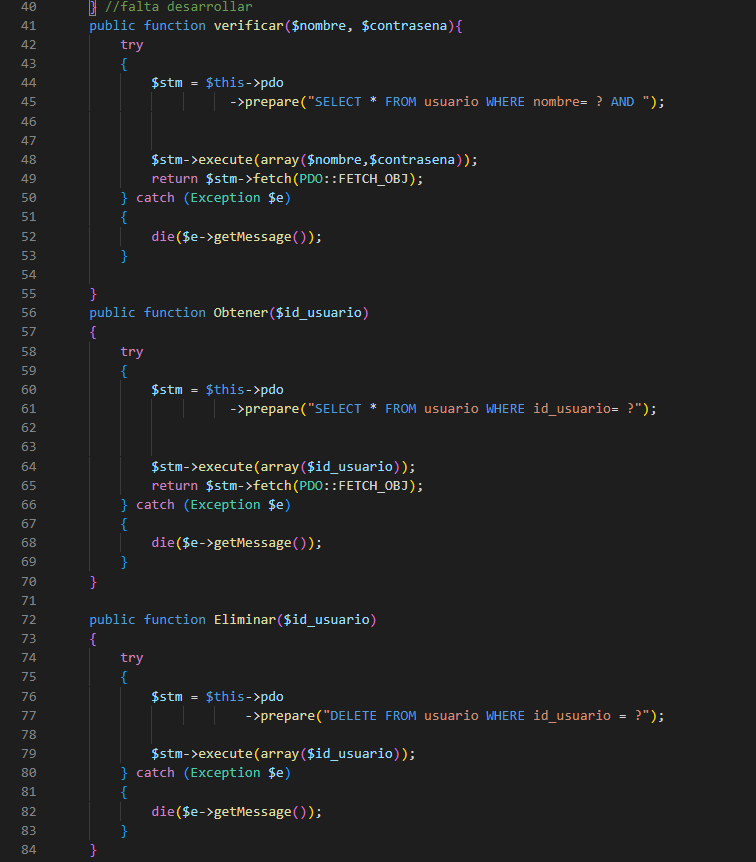 40 } //falta desarrollar
41 public function verificar($nombre, $contrasena){
42 try
43 {
44 $stm = $this->pdo
45 ->prepare("SELECT * FROM usuario WHERE nombre= ? AND ");
46
47
48 $stm->execute(array($nombre,$contrasena));
49 return $stm->fetch(PDO::FETCH_OBJ);
50 } catch (Exception $e)
51 {
52 die($e->getMessage());
53 }
54
55 }
56 public function Obtener($id_usuario)
57 {
58 try
59 {
60 $stm = $this->pdo
61 ->prepare("SELECT * FROM usuario WHERE id_usuario= ?");
62
63
64 $stm->execute(array($id_usuario));
65 return $stm->fetch(PDO::FETCH_OBJ);
66 } catch (Exception $e)
67 {
68 die($e->getMessage());
69 }
70 }
71
72 public function Eliminar($id_usuario)
73 {
74 try
75 {
76 $stm = $this->pdo
77 ->prepare("DELETE FROM usuario WHERE id_usuario = ?");
78
79 $stm->execute(array($id_usuario));
80 } catch (Exception $e)
81 {
82 die($e->getMessage());
83 }
84 }